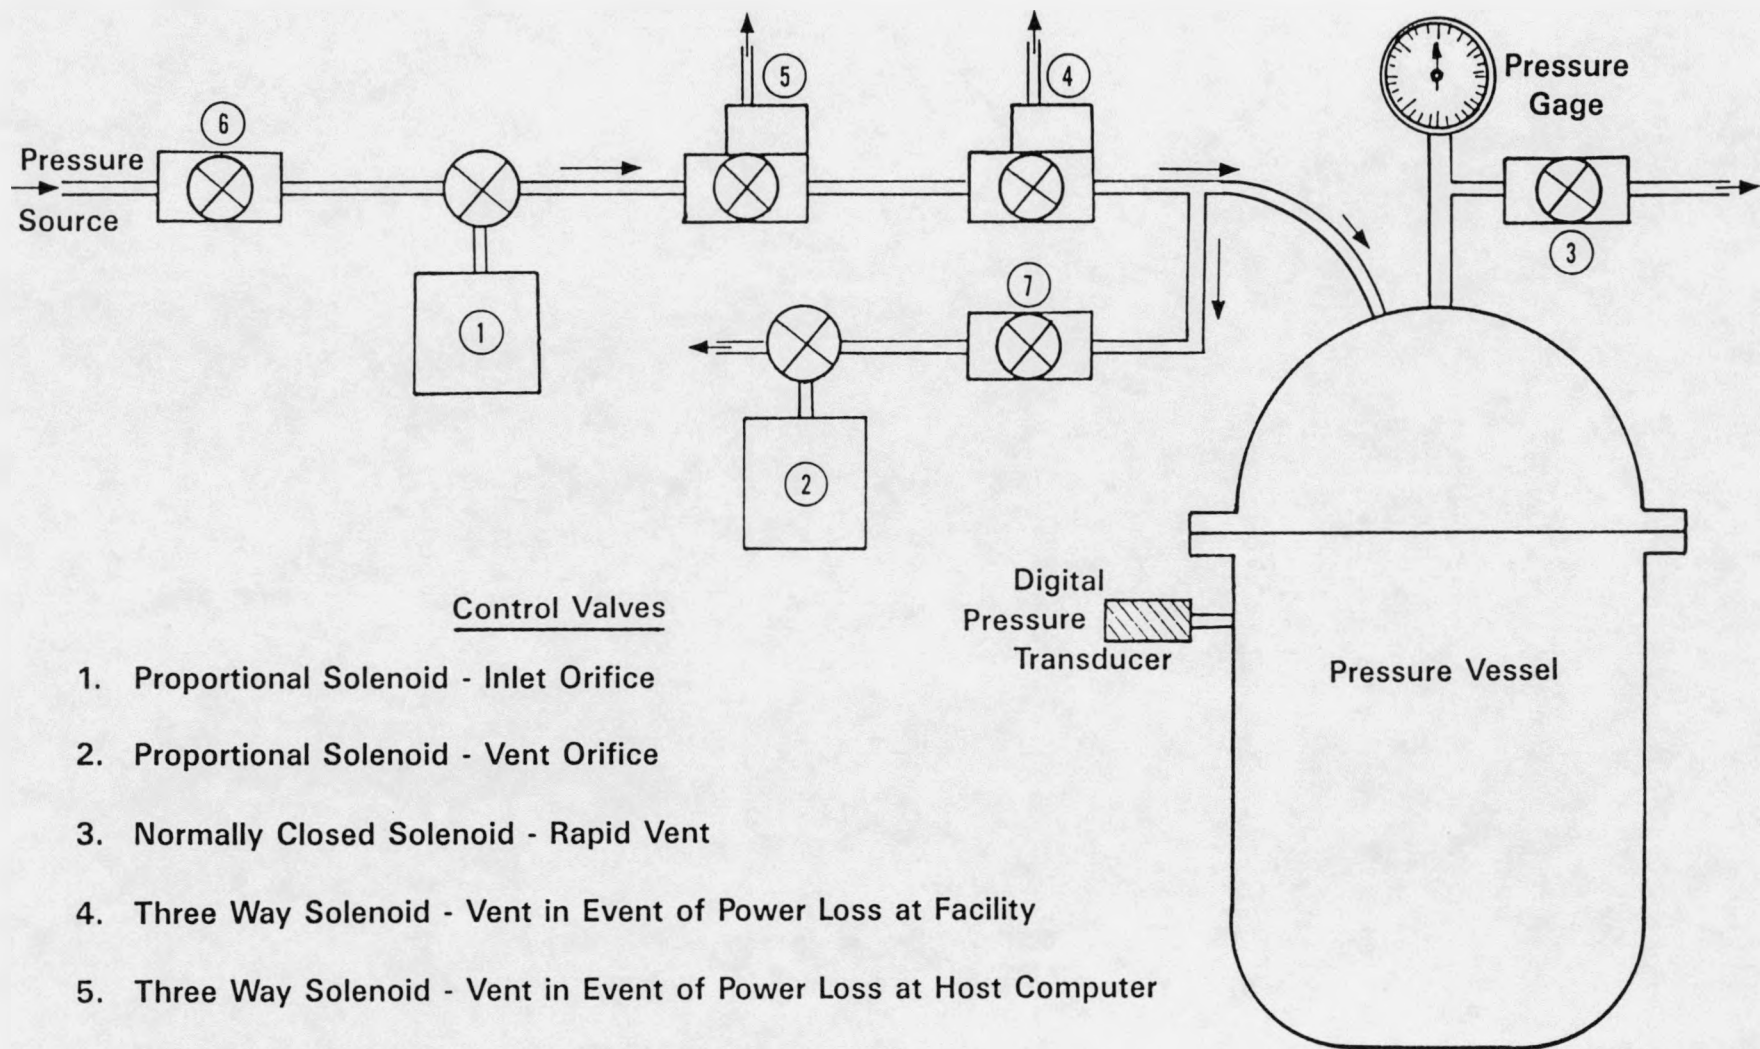 5
4
Pressure
Gage
6
Pressure
Source
3
7
1
2
Digital
Pressure
Transducer
Pressure Vessel
Control Valves
1. Proportional Solenoid - Inlet Orifice
2. Proportional Solenoid - Vent Orifice
3. Normally Closed Solenoid - Rapid Vent
4. Three Way Solenoid - Vent in Event of Power Loss at Facility
5. Three Way Solenoid - Vent in Event of Power Loss at Host Computer